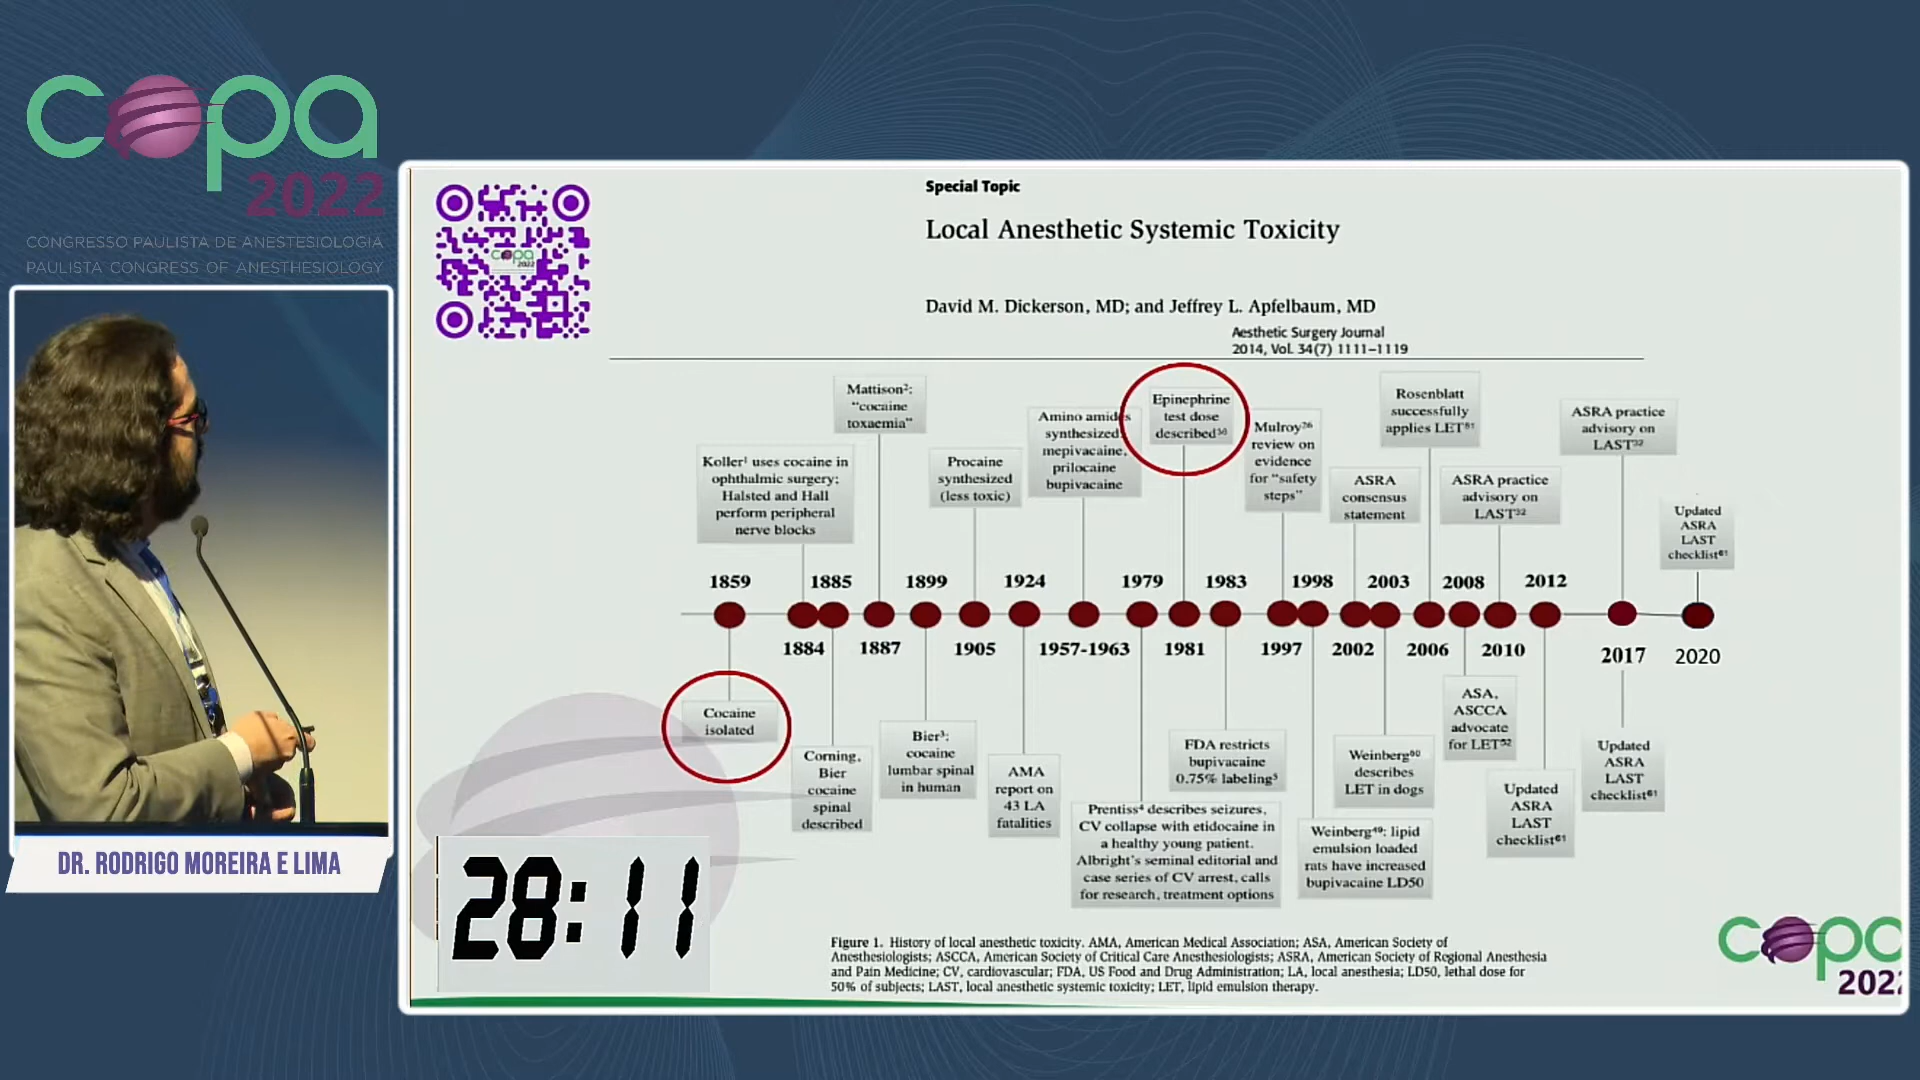 copa
2022
CONGRESSO PAULISTA DE ANESTESIOLOGIA
PAULISTA CONGRESS OF ANESTHESIOLOGY
DR. RODRIGO MOREIRA E LIMA
copa
2022
Special Topic
Local Anesthetic Systemic Toxicity
David M. Dickerson, MD; and Jeffrey L. Apfelbaum, MD
Aesthetic Surgery Journal
2014, Vol. 34(7) 1111–1119
Koller¹ uses cocaine in
ophthalmic surgery;
Halsted and Hall
perform peripheral
nerve blocks
Mattison²:
"cocaine
toxaemia"
Procaine
synthesized
(less toxic)
Amino amides
synthesized:
mepivacaine,
prilocaine
bupivacaine
Epinephrine
test dose
described³⁶
Mulroy²⁶
review on
evidence
for "safety
steps"
ASRA
consensus
statement
Rosenblatt
successfully
applies LET⁵¹
ASRA practice
advisory on
LAST³²
ASRA practice
advisory on
LAST³²
Updated
ASRA
LAST
checklist⁶¹
1859
1885
1899
1924
1979
1983
1998
2003
2008
2012
1884
1887
1905
1957-1963
1981
1997
2002
2006
2010
2017
2020
Cocaine
isolated
Corning,
Bier
cocaine
spinal
described
Bier³:
cocaine
lumbar spinal
in human
AMA
report on
43 LA
fatalities
Prentiss⁴ describes seizures,
CV collapse with etidocaine in
a healthy young patient.
Albright's seminal editorial and
case series of CV arrest, calls
for research, treatment options
FDA restricts
bupivacaine
0.75% labeling⁵
Weinberg⁴⁹: lipid
emulsion loaded
rats have increased
bupivacaine LD50
Weinberg⁵⁰
describes
LET in dogs
ASA,
ASCCA
advocate
for LET⁵²
Updated
ASRA
LAST
checklist⁶¹
Updated
ASRA
LAST
checklist⁶¹
28:11
Figure 1. History of local anesthetic toxicity. AMA, American Medical Association; ASA, American Society of
Anesthesiologists; ASCCA, American Society of Critical Care Anesthesiologists; ASRA, American Society of Regional Anesthesia
and Pain Medicine; CV, cardiovascular; FDA, US Food and Drug Administration; LA, local anesthesia; LD50, lethal dose for
50% of subjects; LAST, local anesthetic systemic toxicity; LET, lipid emulsion therapy.
copa
2022